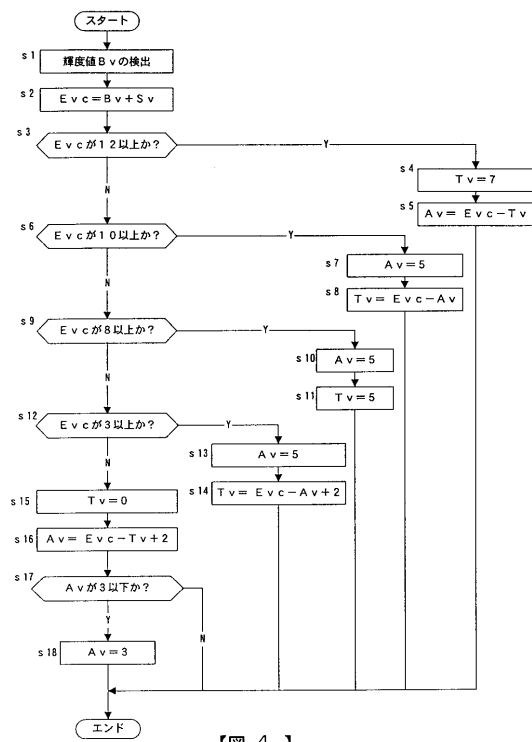 スタート
s1
輝度値Bvの検出
s2
Evc=Bv+Sv
s3
Evcが12以上か?
Y
N
s4
Tv=7
s5
Av= Evc-Tv
s6
Evcが10以上か?
Y
N
s7
Av=5
s8
Tv= Evc-Av
s9
Evcが8以上か?
Y
N
s10
Av=5
s11
Tv=5
s12
Evcが3以上か?
Y
N
s13
Av=5
s14
Tv= Evc-Av+2
s15
Tv=0
s16
Av= Evc-Tv+2
s17
Avが3以下か?
Y
N
s18
Av=3
エンド
【図 4 】